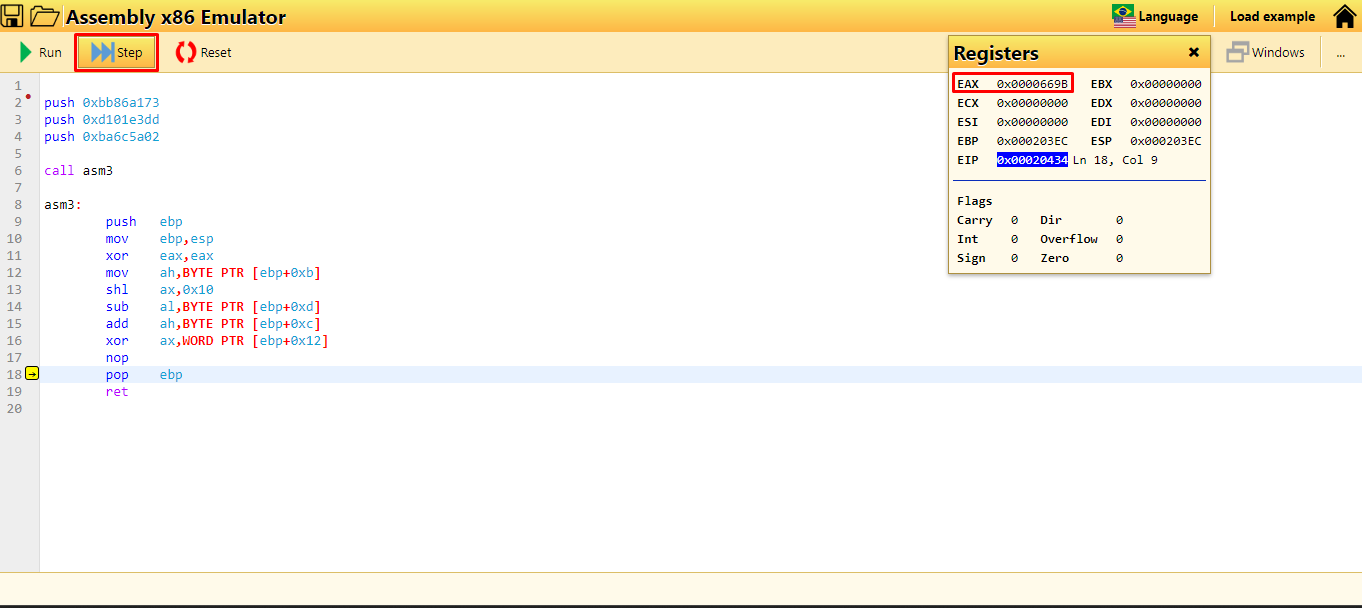 Assembly x86 Emulator Language Load example
Run Step Reset Windows ...
Registers
EAX 0x0000669B EBX 0x00000000
ECX 0x00000000 EDX 0x00000000
ESI 0x00000000 EDI 0x00000000
EBP 0x000203EC ESP 0x000203EC
EIP 0x00020434 Ln 18, Col 9
Flags
Carry 0 Dir 0
Int 0 Overflow 0
Sign 0 Zero 0
1
2 push 0xbb86a173
3 push 0xd101e3dd
4 push 0xba6c5a02
5
6 call asm3
7
8 asm3:
9 push ebp
10 mov ebp,esp
11 xor eax,eax
12 mov ah,BYTE PTR [ebp+0xb]
13 shl ax,0x10
14 sub al,BYTE PTR [ebp+0xd]
15 add ah,BYTE PTR [ebp+0xc]
16 xor ax,WORD PTR [ebp+0x12]
17 nop
18 pop ebp
19 ret
20